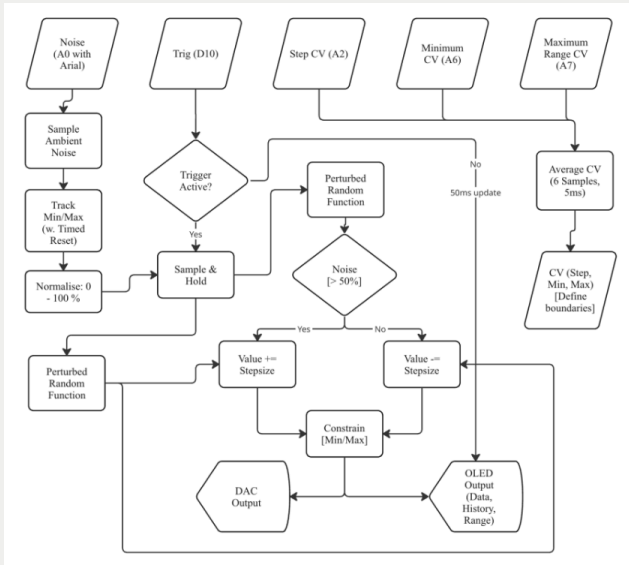 Noise
(A0 with
Arial)
Trig (D10)
Step CV (A2)
Minimum
CV (A6)
Maximum
Range CV
(A7)
Sample
Ambient
Noise
Trigger
Active?
Perturbed
Random
Function
No
50ms update
Average CV
(6 Samples,
5ms)
Track
Min/Max
(w. Timed
Reset)
Yes
Normalise: 0
- 100 %
Sample &
Hold
Noise
[> 50%]
CV (Step,
Min, Max)
[Define
boundaries]
Yes
No
Perturbed
Random
Function
Value +=
Stepsize
Value -=
Stepsize
Constrain
[Min/Max]
DAC
Output
OLED
Output
(Data,
History,
Range)